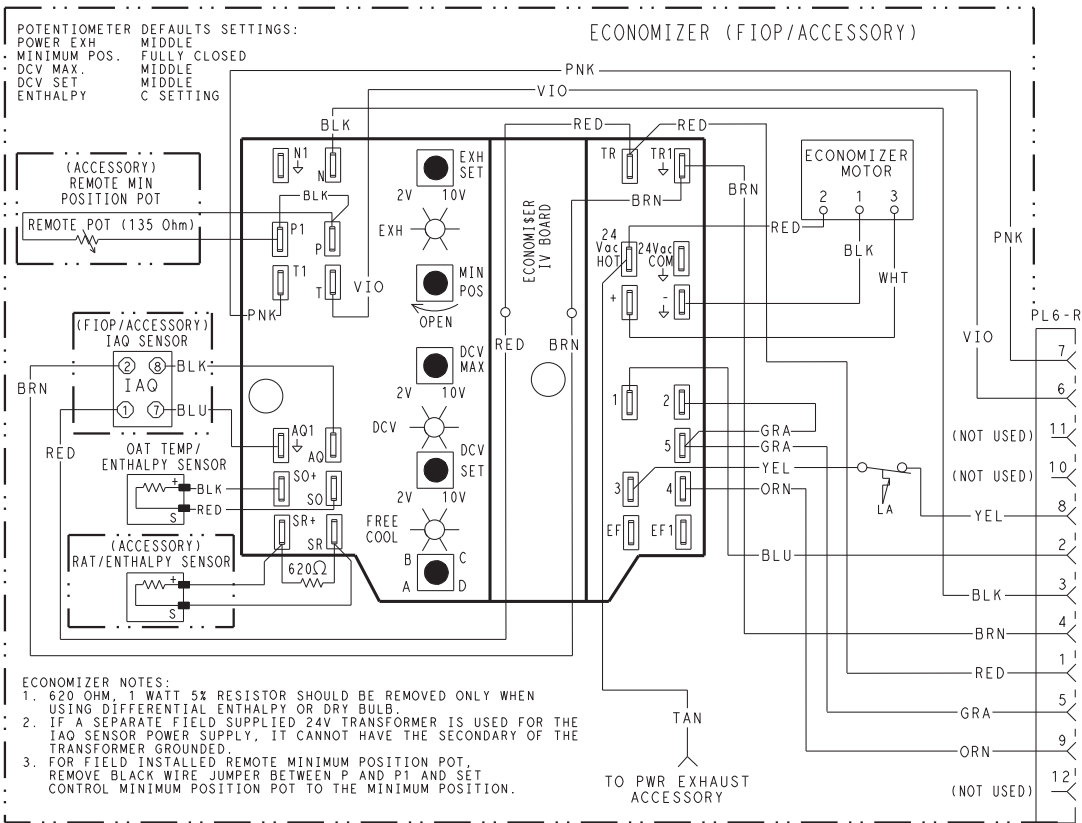 POTENTIOMETER DEFAULTS SETTINGS:
POWER EXH MIDDLE
MINIMUM POS. FULLY CLOSED
DCV MAX. MIDDLE
DCV SET MIDDLE
ENTHALPY C SETTING
ECONOMIZER (FIOP/ACCESSORY)
PNK
VIO
BLK
RED
RED
(ACCESSORY)
REMOTE MIN
POSITION POT
REMOTE POT (135 Ohm)
N1
N
BLK
P1
P
T1
T
VIO
PNK
EXH
SET
2V 10V
EXH
MIN
POS
OPEN
DCV
MAX
2V 10V
DCV
DCV
SET
2V 10V
FREE
COOL
B C
A D
ECONOMI$ER
IV BOARD
RED
BRN
TR
TR1
BRN
BRN
24
Vac
HOT
24Vac
COM
+
-
ECONOMIZER
MOTOR
2 1 3
RED
BLK
WHT
PNK
VIO
1
2
5
GRA
GRA
YEL
3
4
ORN
EF
EF1
LA
BLU
(FIOP/ACCESSORY)
IAQ SENSOR
2 8
IAQ
1 7
BLK
BLU
BRN
RED
AQ1
AQ
OAT TEMP/
ENTHALPY SENSOR
+
S
BLK
RED
SO+
SO
SR+
SR
620Ω
(ACCESSORY)
RAT/ENTHALPY SENSOR
+
S
PL6-R
7
6
(NOT USED) 11
(NOT USED) 10
YEL 8
2
BLK 3
BRN 4
RED 1
GRA 5
ORN 9
(NOT USED) 12
TAN
TO PWR EXHAUST
ACCESSORY
ECONOMIZER NOTES:
1. 620 OHM, 1 WATT 5% RESISTOR SHOULD BE REMOVED ONLY WHEN
USING DIFFERENTIAL ENTHALPY OR DRY BULB.
2. IF A SEPARATE FIELD SUPPLIED 24V TRANSFORMER IS USED FOR THE
IAQ SENSOR POWER SUPPLY, IT CANNOT HAVE THE SECONDARY OF THE
TRANSFORMER GROUNDED.
3. FOR FIELD INSTALLED REMOTE MINIMUM POSITION POT,
REMOVE BLACK WIRE JUMPER BETWEEN P AND P1 AND SET
CONTROL MINIMUM POSITION POT TO THE MINIMUM POSITION.